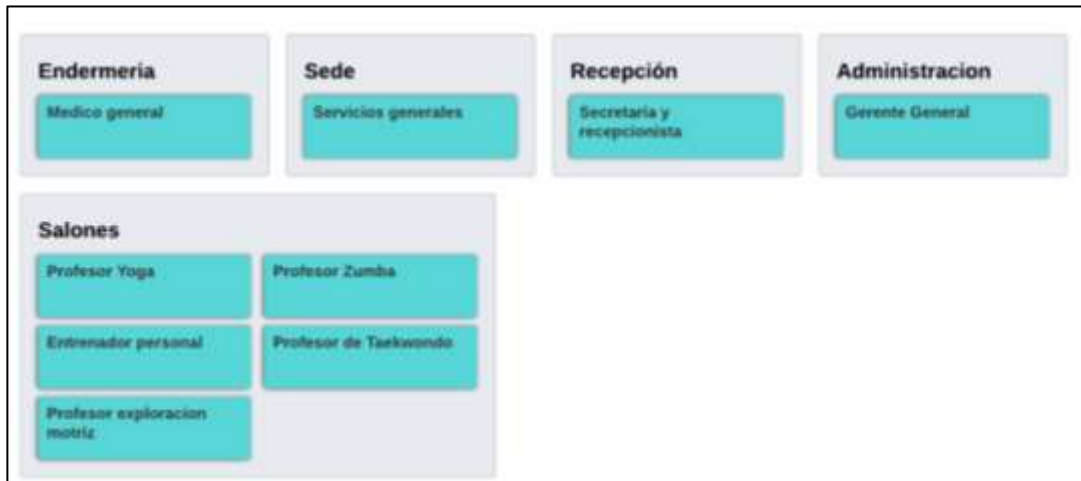 Endermeria
Medico general
Sede
Servicios generales
Recepción
Secretaria y
recepcionista
Administracion
Gerente General
Salones
Profesor Yoga
Profesor Zumba
Entrenador personal
Profesor de Taekwondo
Profesor exploracion
motriz